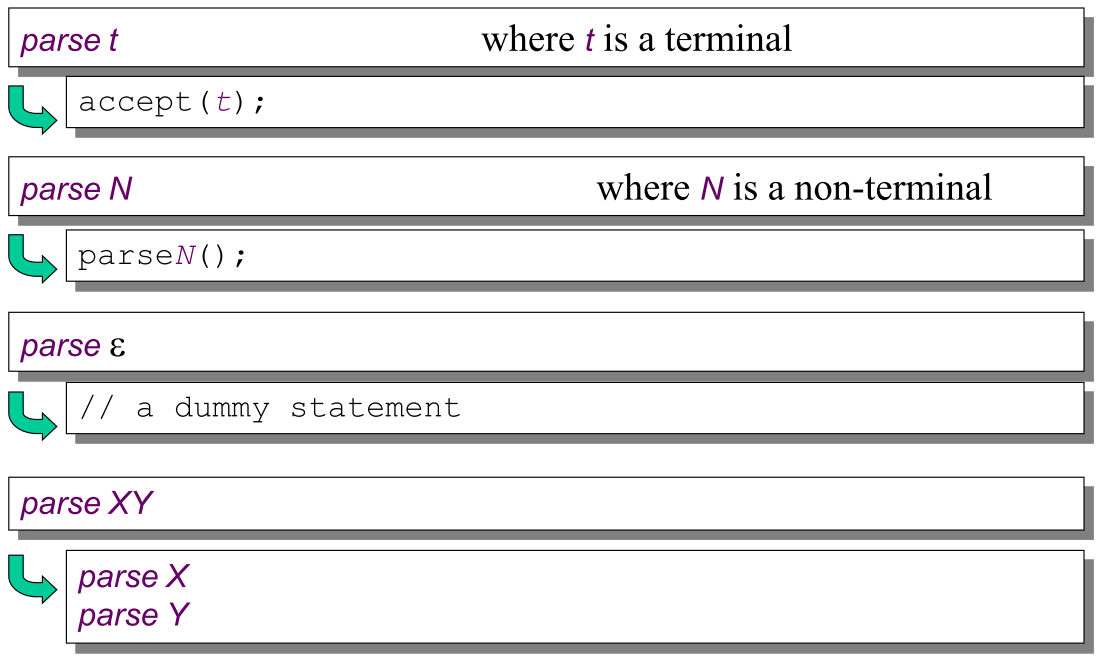 parse t where t is a terminal
accept(t);
parse N where N is a non-terminal
parseN();
parse ε
// a dummy statement
parse XY
parse X
parse Y